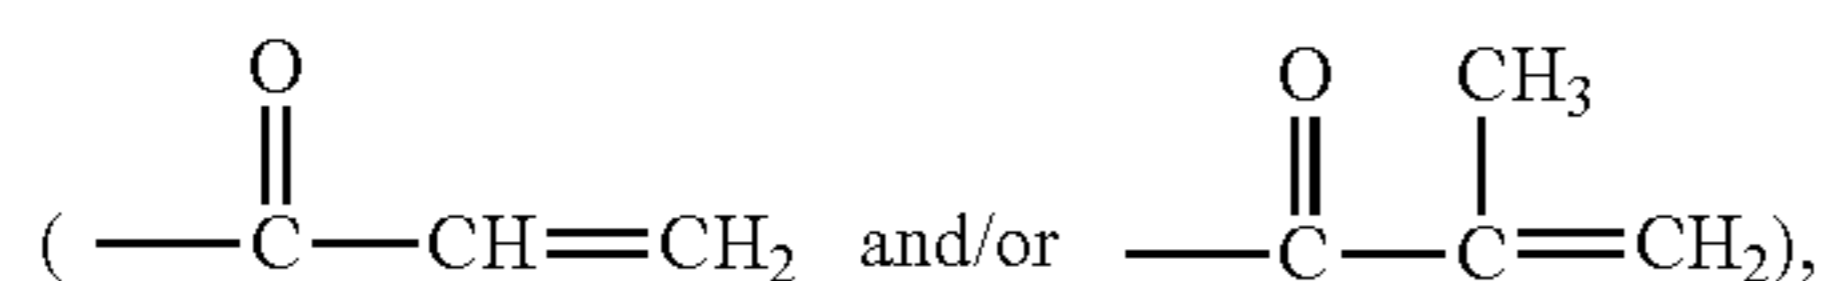 O O CH₃
( C CH CH₂ and/or C C CH₂),